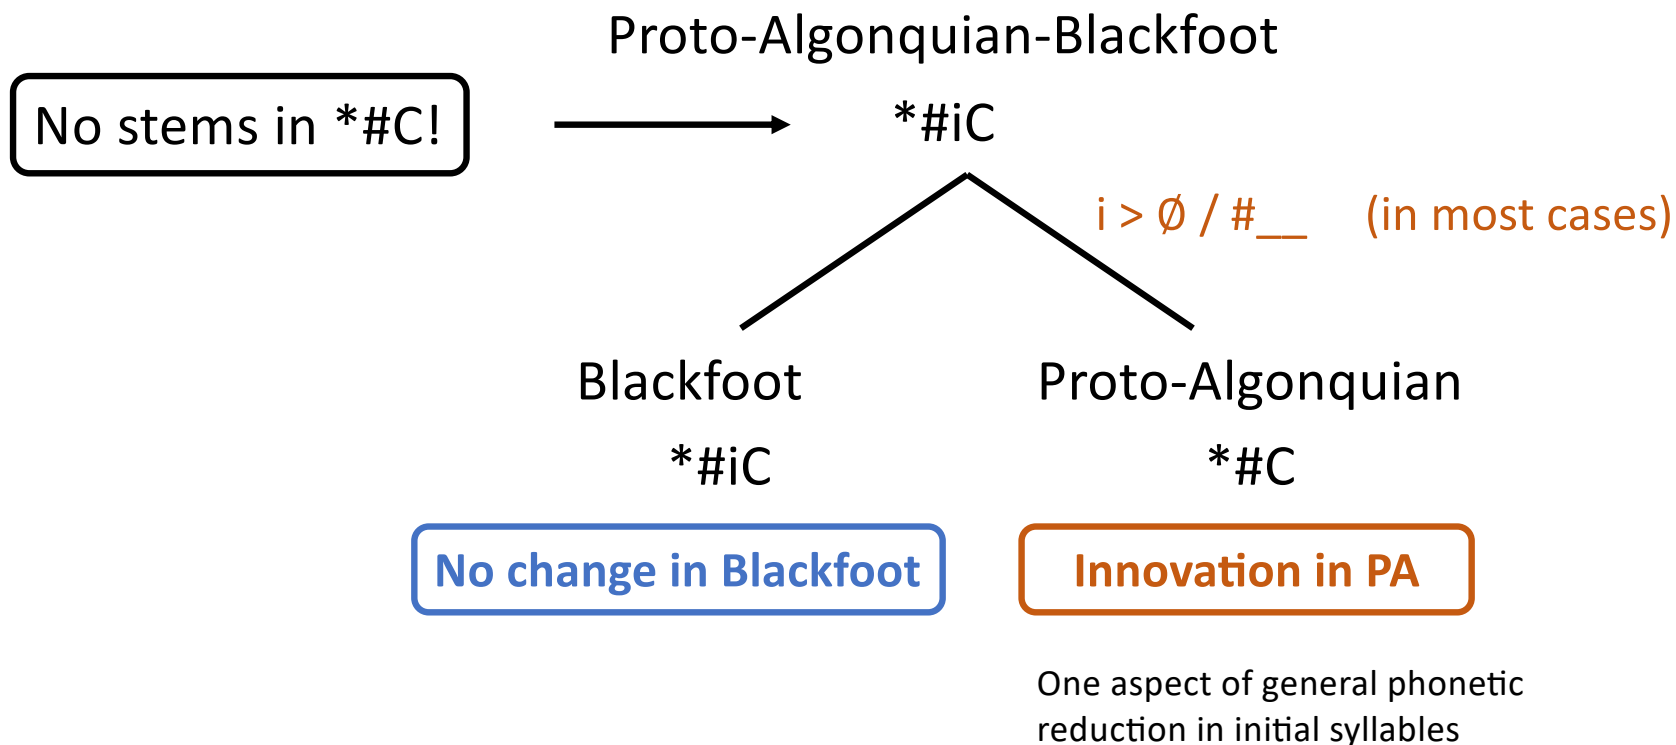 Proto-Algonquian-Blackfoot
No stems in *#C!
*#iC
i > Ø / #__ (in most cases)
Blackfoot
Proto-Algonquian
*#iC
*#C
No change in Blackfoot
Innovation in PA
One aspect of general phonetic
reduction in initial syllables